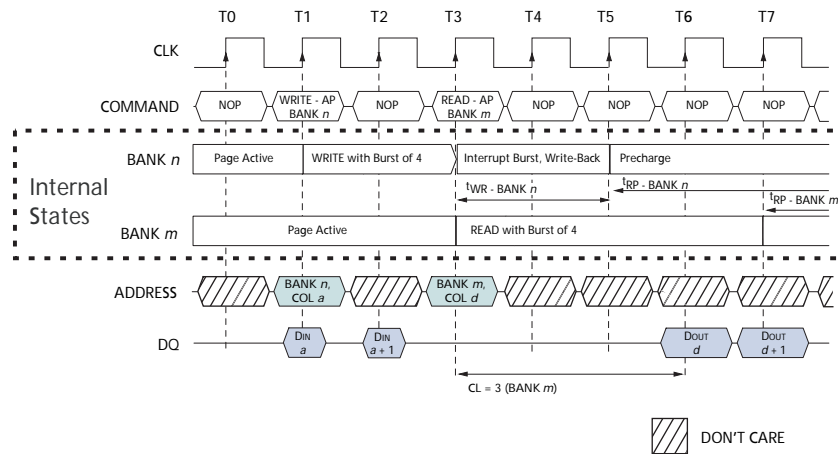 T0 T1 T2 T3 T4 T5 T6 T7
CLK
COMMAND NOP WRITE - AP BANK n NOP READ - AP BANK m NOP NOP NOP NOP
Internal States
BANK n Page Active WRITE with Burst of 4 Interrupt Burst, Write-Back Precharge
tWR - BANK n tRP - BANK n
tRP - BANK m
BANK m Page Active READ with Burst of 4
ADDRESS BANK n, COL a BANK m, COL d
DQ DIN a DIN a + 1 DOUT d DOUT d + 1
CL = 3 (BANK m)
DON'T CARE